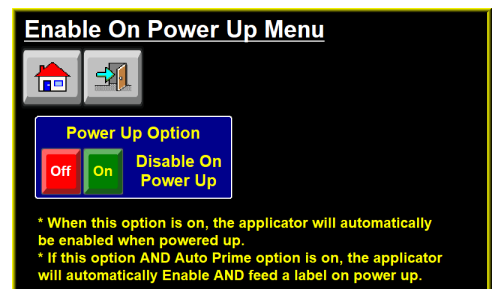 Enable On Power Up Menu
Power Up Option
Off On Disable On
Power Up
* When this option is on, the applicator will automatically
be enabled when powered up.
* If this option AND Auto Prime option is on, the applicator
will automatically Enable AND feed a label on power up.